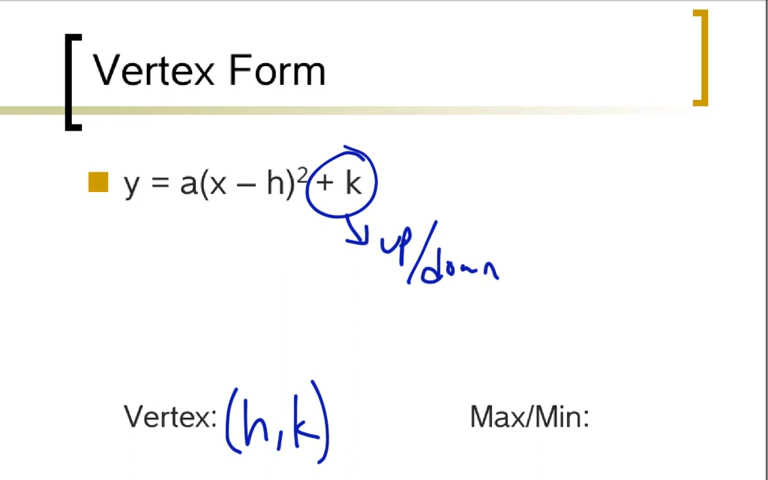 Vertex Form
y = a(x – h)² + k
up/down
Vertex: (h,k)
Max/Min: